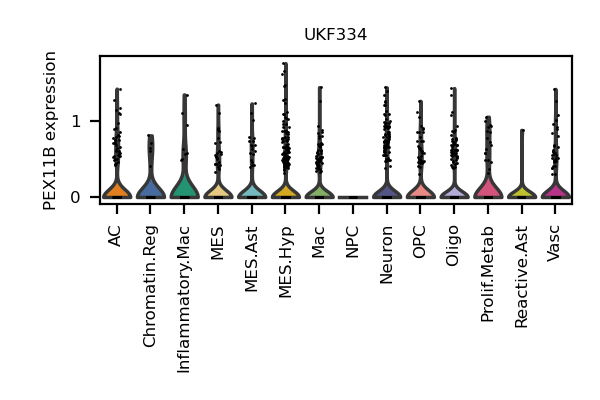 UKF334
PEX11B expression
1
0
AC
Chromatin.Reg
Inflammatory.Mac
MES
MES.Ast
MES.Hyp
Mac
NPC
Neuron
OPC
Oligo
Prolif.Metab
Reactive.Ast
Vasc